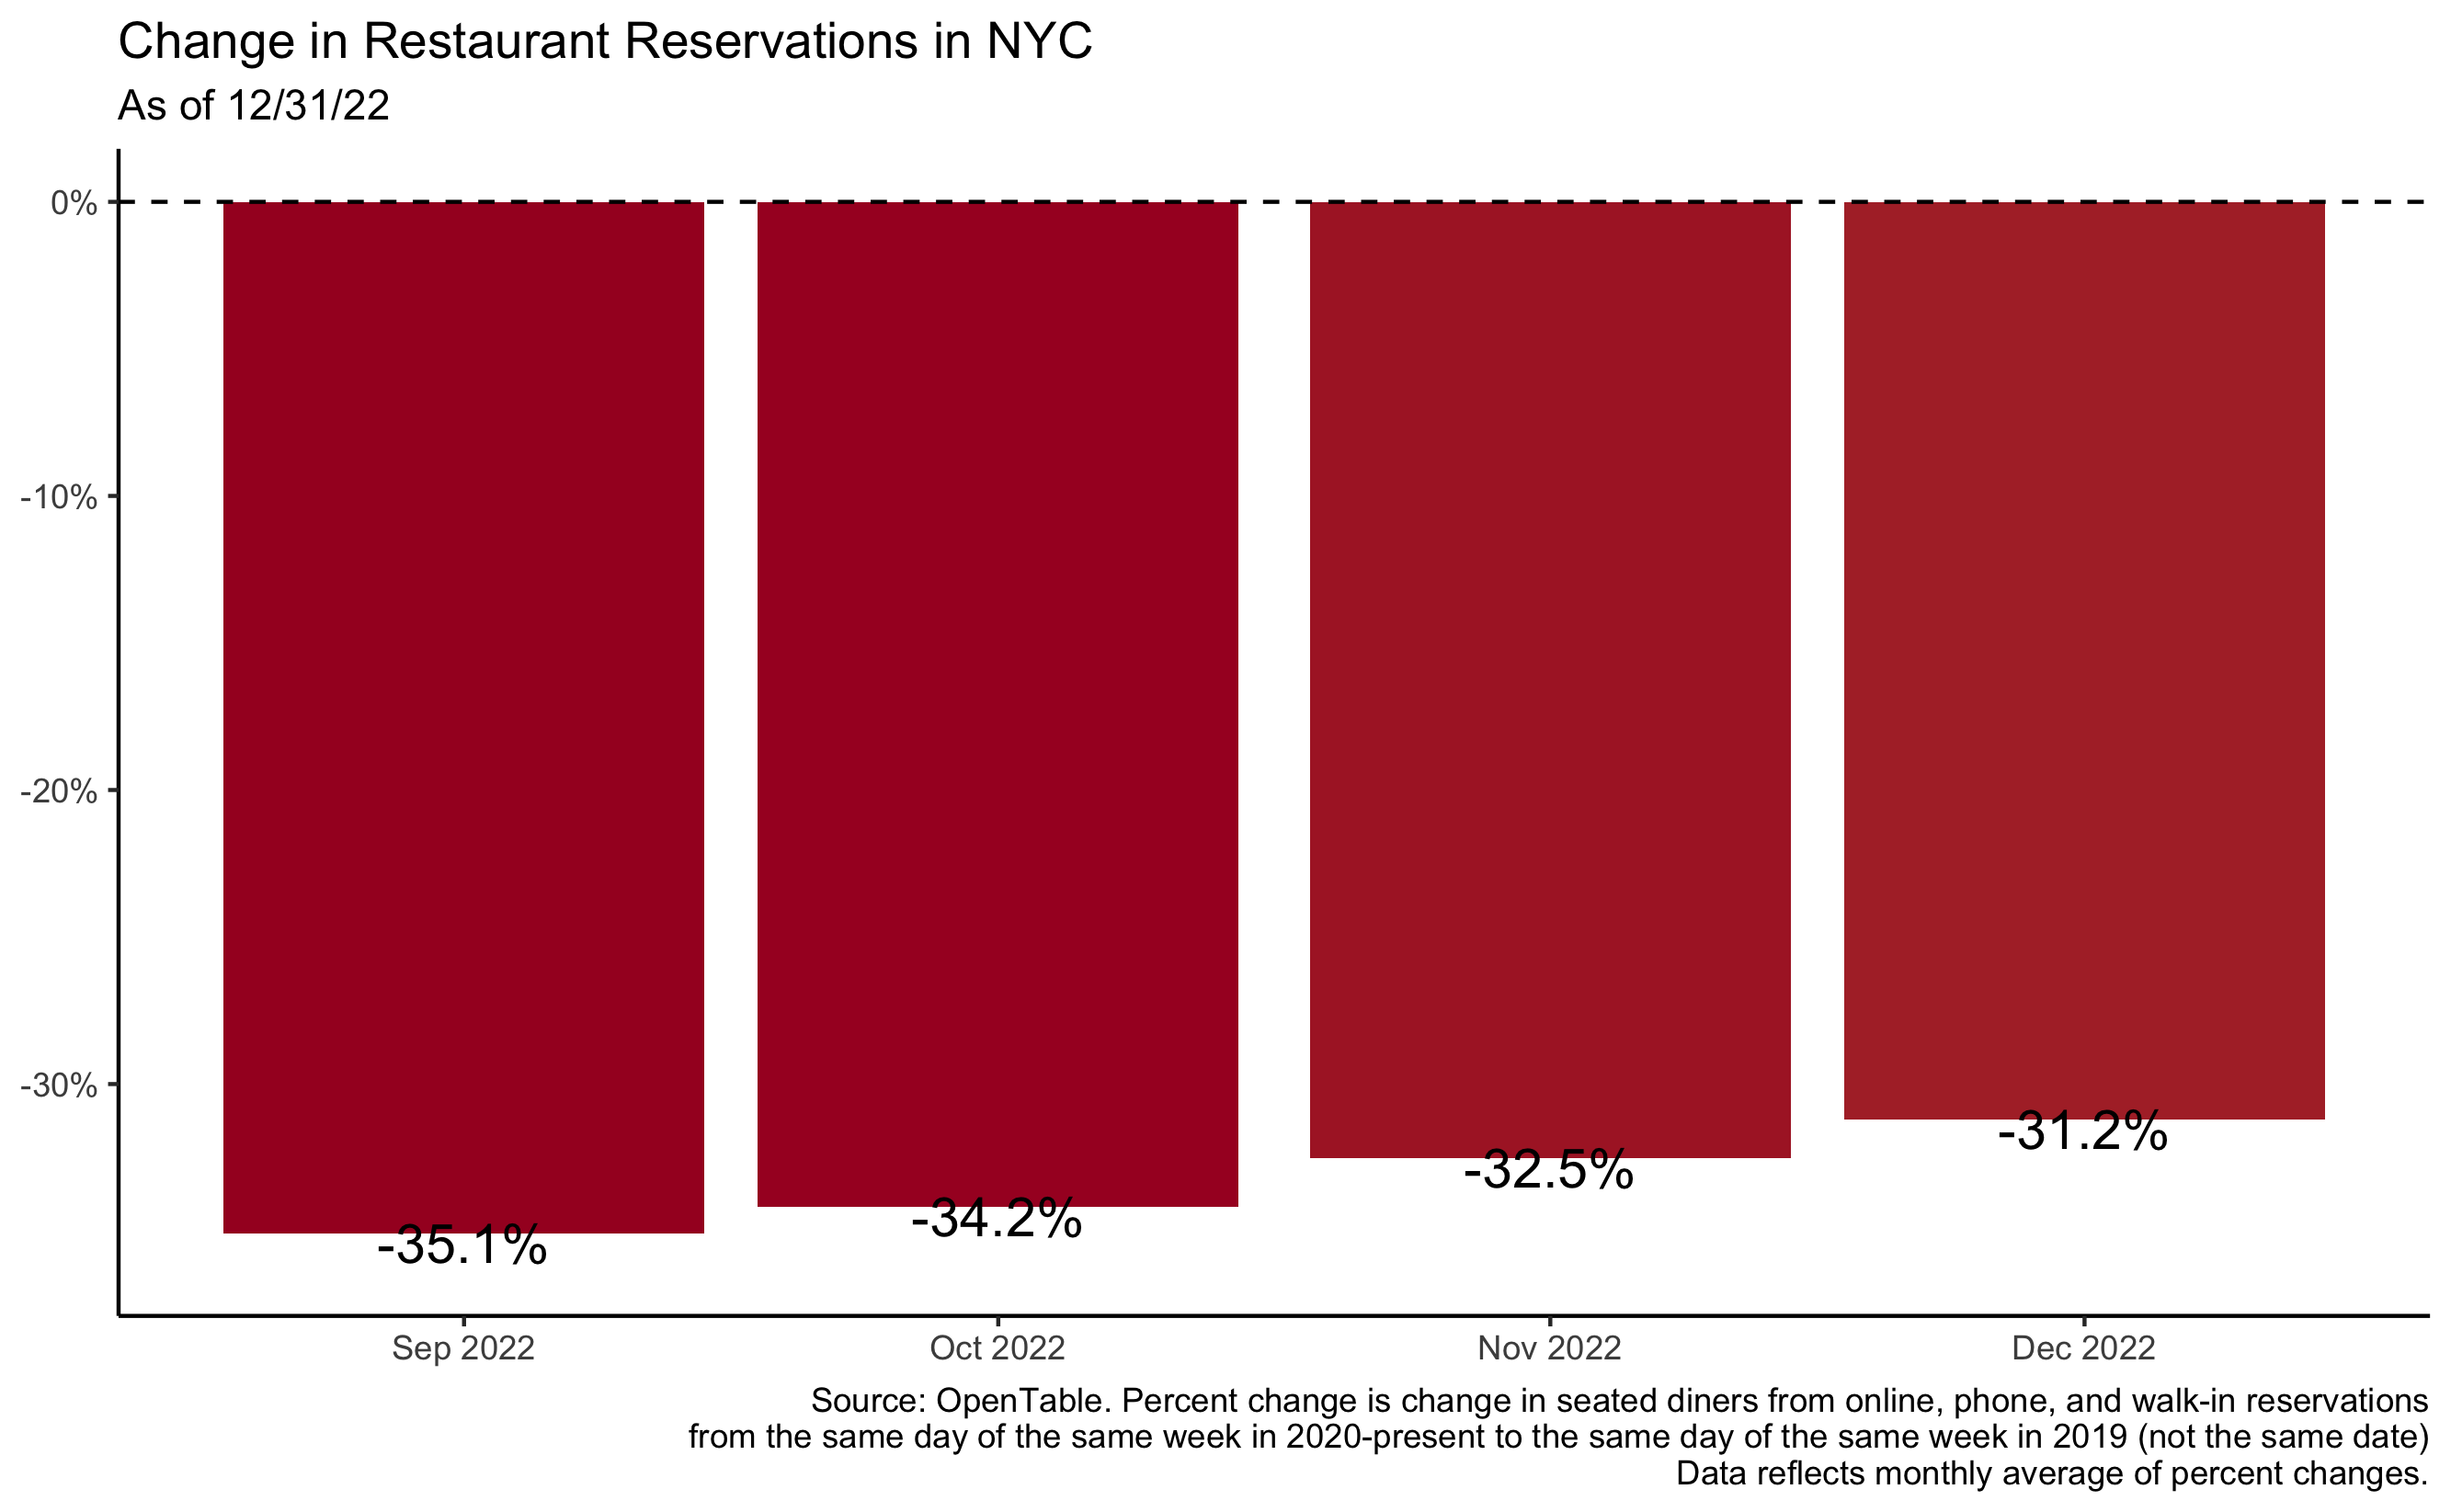 Change in Restaurant Reservations in NYC
As of 12/31/22
0%
-10%
-20%
-30%
-35.1%
-34.2%
-32.5%
-31.2%
Sep 2022
Oct 2022
Nov 2022
Dec 2022
Source: OpenTable. Percent change is change in seated diners from online, phone, and walk-in reservations
from the same day of the same week in 2020-present to the same day of the same week in 2019 (not the same date)
Data reflects monthly average of percent changes.